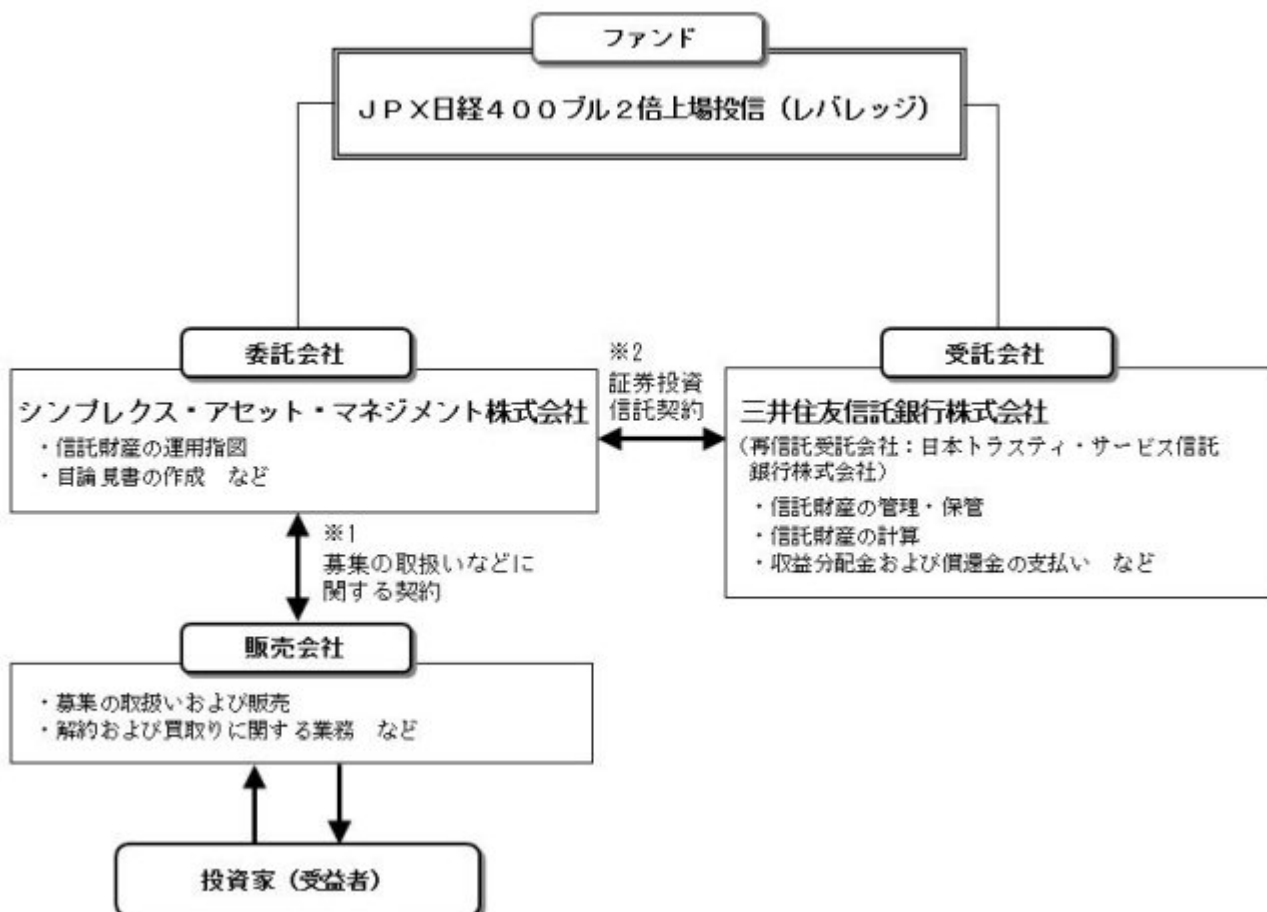 ファンド
JPX日経400ブル2倍上場投信（レバレッジ）
委託会社
シンプレクス・アセット・マネジメント株式会社
・信託財産の運用指図
・目論見書の作成　など
※2
証券投資
信託契約
受託会社
三井住友信託銀行株式会社
（再信託受託会社：日本トラスティ・サービス信託
銀行株式会社）
・信託財産の管理・保管
・信託財産の計算
・収益分配金および償還金の支払い　など
※1
募集の取扱いなどに
関する契約
販売会社
・募集の取扱いおよび販売
・解約および買取りに関する業務　など
投資家（受益者）